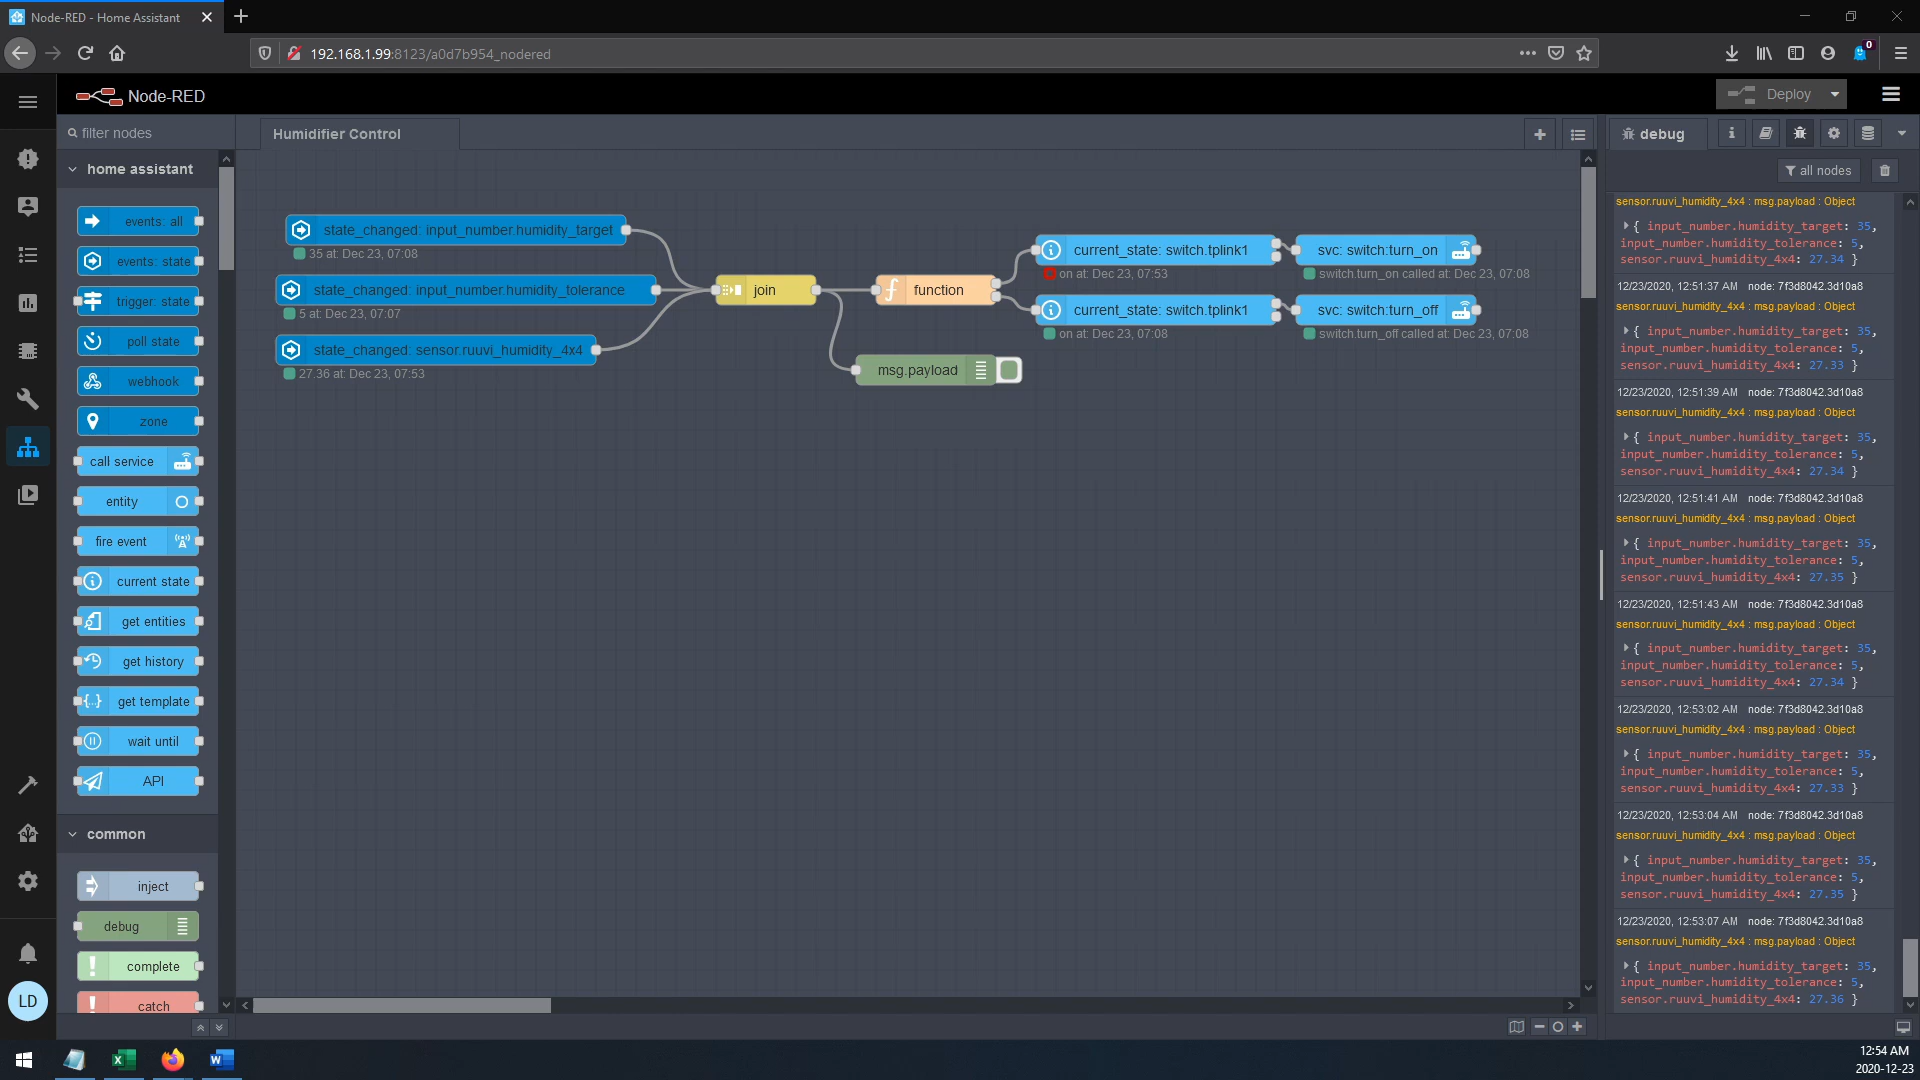 Node-RED - Home Assistant
192.168.1.99:8123/a0d7b954_nodered
0
Node-RED
Deploy
filter nodes
Humidifier Control
debug
all nodes
home assistant
events: all
events: state
trigger: state
poll state
webhook
zone
call service
entity
fire event
current state
get entities
get history
get template
wait until
API
common
inject
debug
complete
catch
LD
state_changed: input_number.humidity_target
35 at: Dec 23, 07:08
state_changed: input_number.humidity_tolerance
5 at: Dec 23, 07:07
state_changed: sensor.ruuvi_humidity_4x4
27.36 at: Dec 23, 07:53
join
function
msg.payload
current_state: switch.tplink1
on at: Dec 23, 07:53
current_state: switch.tplink1
on at: Dec 23, 07:08
svc: switch:turn_on
switch.turn_on called at: Dec 23, 07:08
svc: switch:turn_off
switch.turn_off called at: Dec 23, 07:08
sensor.ruuvi_humidity_4x4 : msg.payload : Object
{ input_number.humidity_target: 35,
input_number.humidity_tolerance: 5,
sensor.ruuvi_humidity_4x4: 27.34 }
12/23/2020, 12:51:37 AM node: 7f3d8042.3d10a8
sensor.ruuvi_humidity_4x4 : msg.payload : Object
{ input_number.humidity_target: 35,
input_number.humidity_tolerance: 5,
sensor.ruuvi_humidity_4x4: 27.33 }
12/23/2020, 12:51:39 AM node: 7f3d8042.3d10a8
sensor.ruuvi_humidity_4x4 : msg.payload : Object
{ input_number.humidity_target: 35,
input_number.humidity_tolerance: 5,
sensor.ruuvi_humidity_4x4: 27.34 }
12/23/2020, 12:51:41 AM node: 7f3d8042.3d10a8
sensor.ruuvi_humidity_4x4 : msg.payload : Object
{ input_number.humidity_target: 35,
input_number.humidity_tolerance: 5,
sensor.ruuvi_humidity_4x4: 27.35 }
12/23/2020, 12:51:43 AM node: 7f3d8042.3d10a8
sensor.ruuvi_humidity_4x4 : msg.payload : Object
{ input_number.humidity_target: 35,
input_number.humidity_tolerance: 5,
sensor.ruuvi_humidity_4x4: 27.34 }
12/23/2020, 12:53:02 AM node: 7f3d8042.3d10a8
sensor.ruuvi_humidity_4x4 : msg.payload : Object
{ input_number.humidity_target: 35,
input_number.humidity_tolerance: 5,
sensor.ruuvi_humidity_4x4: 27.33 }
12/23/2020, 12:53:04 AM node: 7f3d8042.3d10a8
sensor.ruuvi_humidity_4x4 : msg.payload : Object
{ input_number.humidity_target: 35,
input_number.humidity_tolerance: 5,
sensor.ruuvi_humidity_4x4: 27.35 }
12/23/2020, 12:53:07 AM node: 7f3d8042.3d10a8
sensor.ruuvi_humidity_4x4 : msg.payload : Object
{ input_number.humidity_target: 35,
input_number.humidity_tolerance: 5,
sensor.ruuvi_humidity_4x4: 27.36 }
12:54 AM
2020-12-23